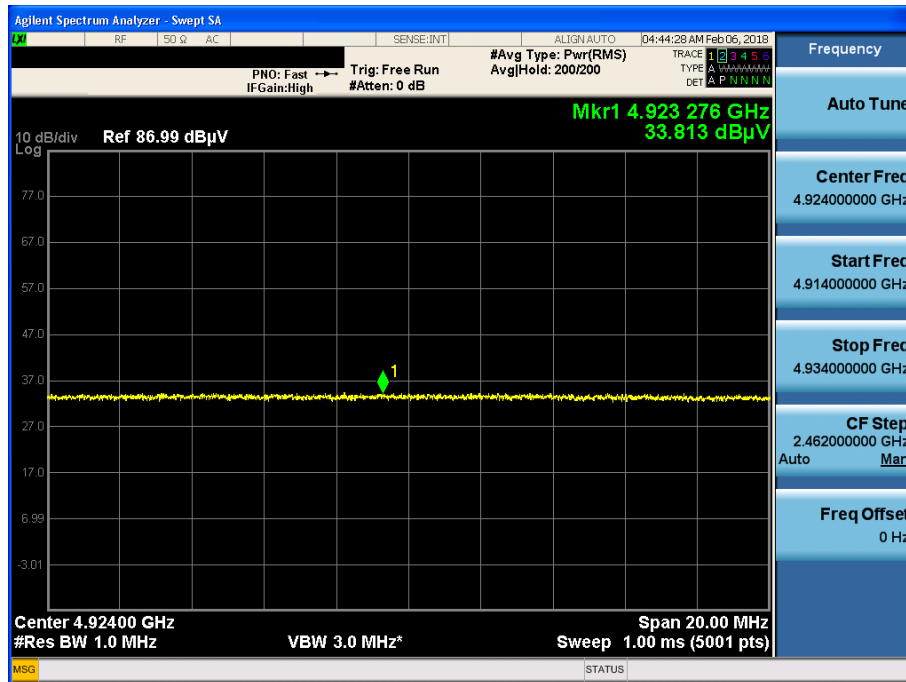 Agilent Spectrum Analyzer - Swept SA
LXI RF 50 Ω AC SENSE:INT ALIGN AUTO 04:44:28 AM Feb 06, 2018
PNO: Fast
IFGain:High
Trig: Free Run
#Atten: 0 dB
#Avg Type: Pwr(RMS)
Avg|Hold: 200/200
TRACE 1 2 3 4 5 6
TYPE A WWWWW
DET A P N N N N
Mkr1 4.923 276 GHz
33.813 dBµV
10 dB/div Ref 86.99 dBµV
Log
77.0
67.0
57.0
47.0
37.0
27.0
17.0
6.99
-3.01
1
Center 4.92400 GHz
Span 20.00 MHz
#Res BW 1.0 MHz
VBW 3.0 MHz*
Sweep 1.00 ms (5001 pts)
MSG
STATUS
Frequency
Auto Tune
Center Freq
4.924000000 GHz
Start Freq
4.914000000 GHz
Stop Freq
4.934000000 GHz
CF Step
2.462000000 GHz
Auto Man
Freq Offset
0 Hz